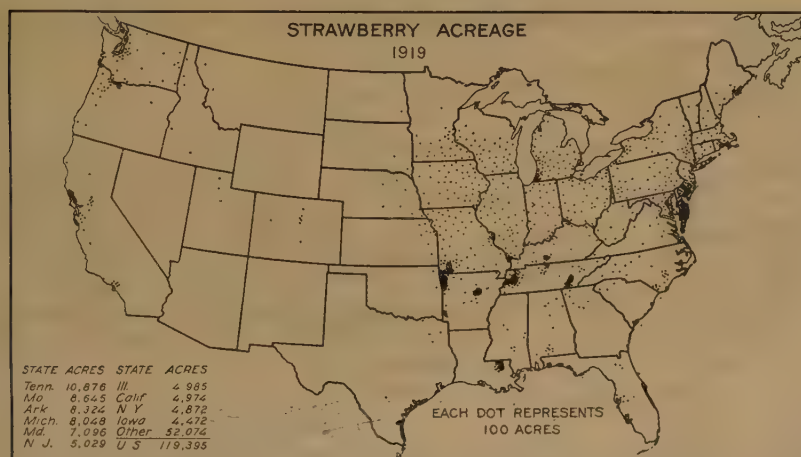 STRAWBERRY ACREAGE
1919
STATE ACRES STATE ACRES
Tenn. 10,876 Ill. 4 985
Mo 8,645 Calif 4,974
Ark 8,324 N Y 4,872
Mich. 8,048 Iowa 4,472
Md. 7,096 Other 52,074
N J. 5,029 U S 119,395
EACH DOT REPRESENTS
100 ACRES